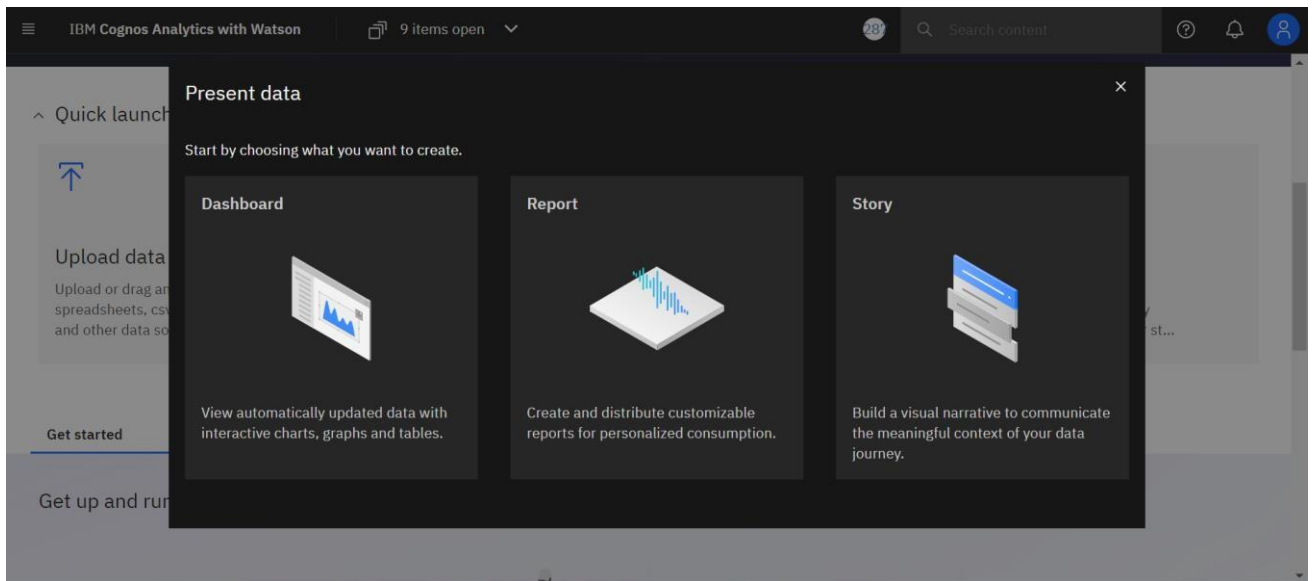 IBM Cognos Analytics with Watson
9 items open
287
Search content
Present data
Quick launch
Start by choosing what you want to create.
Dashboard
Report
Story
Upload data
Upload or drag an
spreadsheets, csv
and other data so
st...
View automatically updated data with
interactive charts, graphs and tables.
Create and distribute customizable
reports for personalized consumption.
Build a visual narrative to communicate
the meaningful context of your data
journey.
Get started
Get up and run